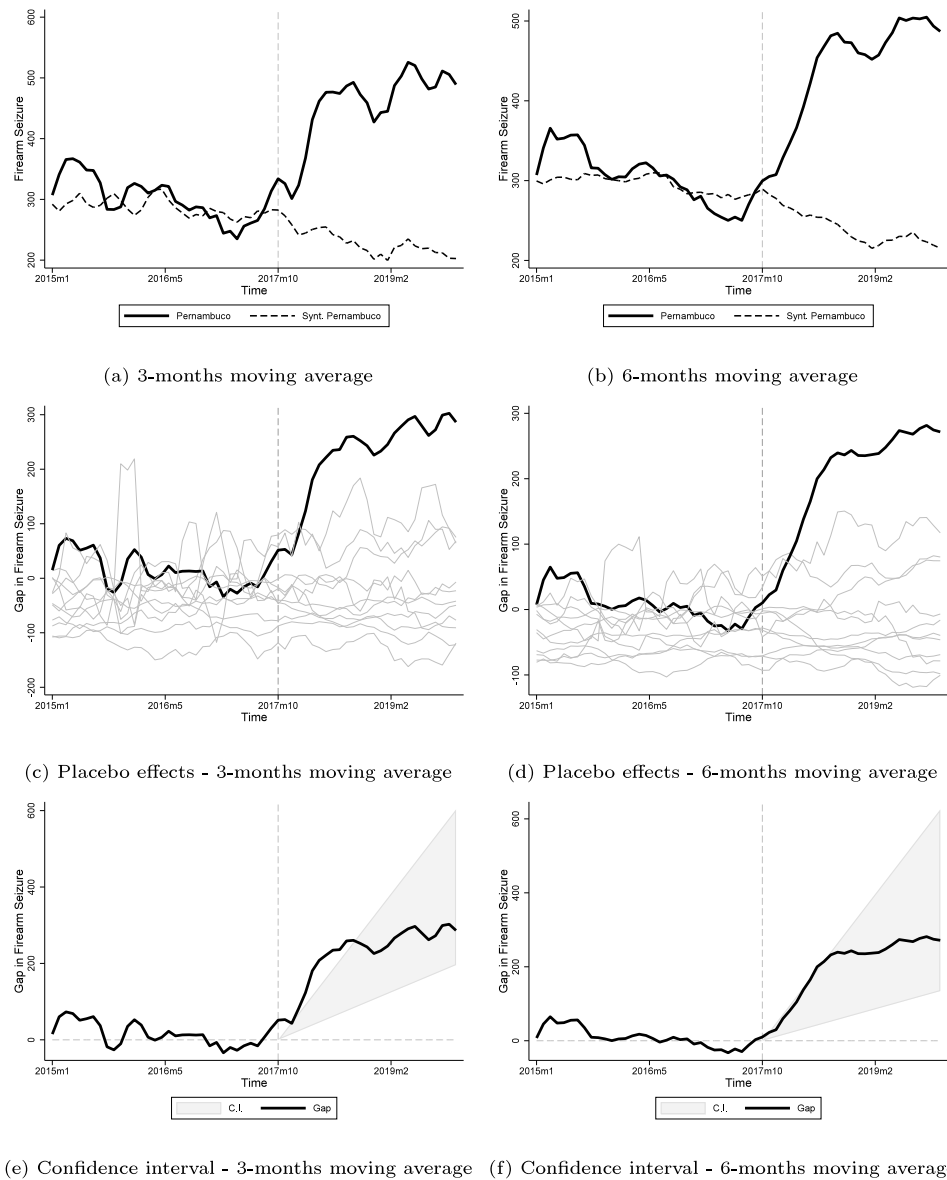 600
500
400
300
200
Firearm Seizure
2015m1 2016m5 2017m10 2019m2
Time
Pernambuco Synt. Pernambuco
500
400
300
200
Firearm Seizure
2015m1 2016m5 2017m10 2019m2
Time
Pernambuco Synt. Pernambuco
(a) 3-months moving average
(b) 6-months moving average
300
200
100
0
-100
-200
Gap in Firearm Seizure
2015m1 2016m5 2017m10 2019m2
Time
300
200
100
0
-100
Gap in Firearm Seizure
2015m1 2016m5 2017m10 2019m2
Time
(c) Placebo effects - 3-months moving average
(d) Placebo effects - 6-months moving average
600
400
200
0
Gap in Firearm Seizure
2015m1 2016m5 2017m10 2019m2
Time
C.I. Gap
600
400
200
0
Gap in Firearm Seizure
2015m1 2016m5 2017m10 2019m2
Time
C.I. Gap
(e) Confidence interval - 3-months moving average
(f) Confidence interval - 6-months moving averag